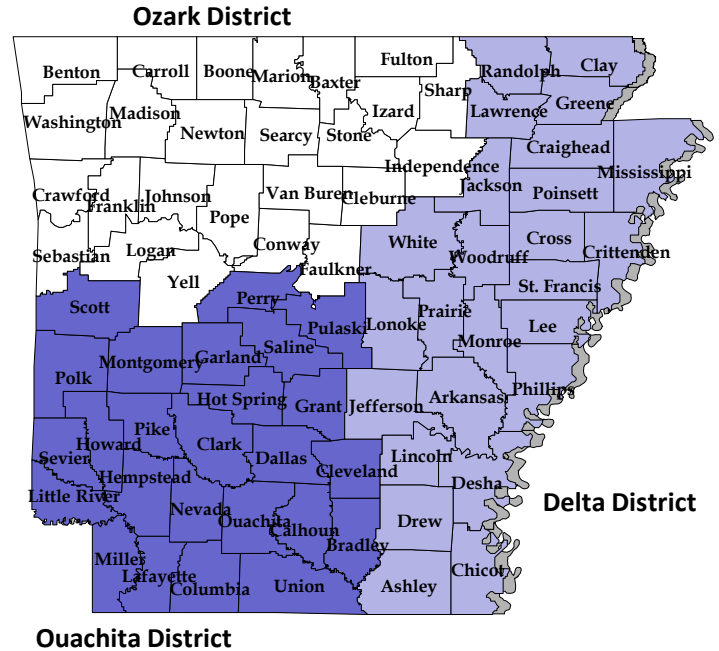 Ozark District
Benton
Carroll
Boone
Marion
Baxter
Fulton
Sharp
Randolph
Clay
Washington
Madison
Newton
Searcy
Stone
Izard
Lawrence
Greene
Craighead
Mississippi
Crawford
Franklin
Johnson
Pope
Van Buren
Cleburne
Independence
Jackson
Poinsett
Sebastian
Logan
Yell
Conway
Faulkner
White
Woodruff
Cross
Crittenden
St. Francis
Scott
Perry
Pulaski
Lonoke
Prairie
Monroe
Lee
Polk
Montgomery
Garland
Saline
Hot Spring
Grant
Jefferson
Arkansas
Phillips
Sevier
Howard
Pike
Clark
Dallas
Cleveland
Lincoln
Desha
Little River
Hempstead
Nevada
Ouachita
Calhoun
Bradley
Drew
Delta District
Miller
Lafayette
Columbia
Union
Ashley
Chicot
Ouachita District